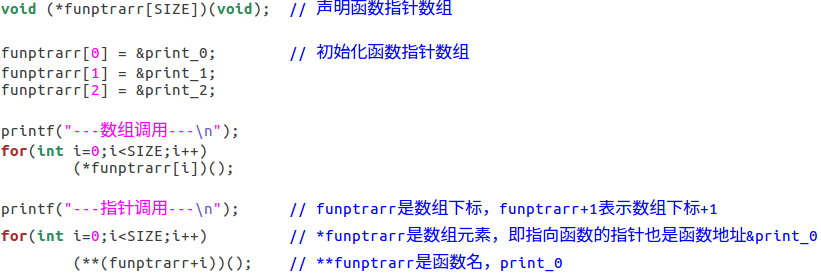 void (*funptrarr[SIZE])(void);  // 声明函数指针数组
funptrarr[0] = &print_0;        // 初始化函数指针数组
funptrarr[1] = &print_1;
funptrarr[2] = &print_2;
printf("---数组调用---\n");
for(int i=0;i<SIZE;i++)
        (*funptrarr[i])();
printf("---指针调用---\n");      // funptrarr是数组下标，funptrarr+1表示数组下标+1
for(int i=0;i<SIZE;i++)         // *funptrarr是数组元素，即指向函数的指针也是函数地址&print_0
        (**(funptrarr+i))();    // **funptrarr是函数名，print_0